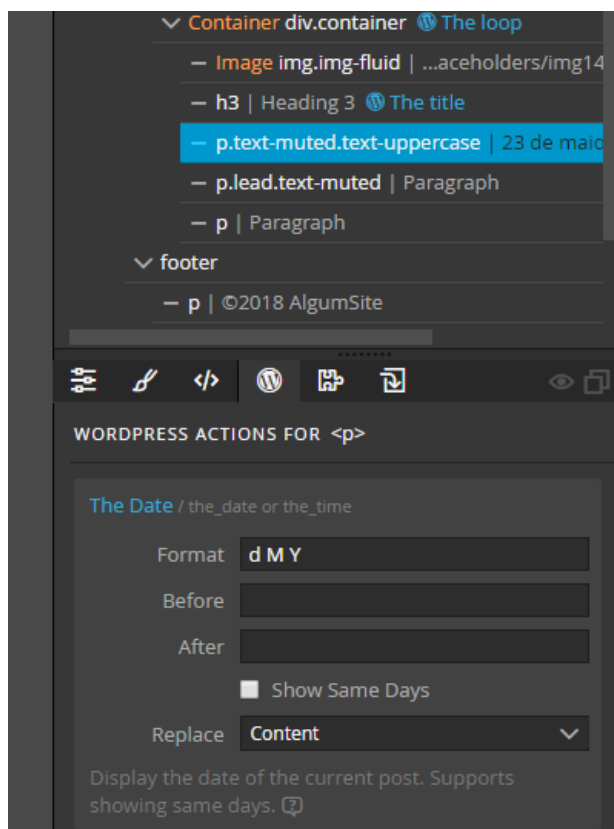 Container div.container The loop
Image img.img-fluid | ...aceholders/img14
h3 | Heading 3 The title
p.text-muted.text-uppercase | 23 de maio
p.lead.text-muted | Paragraph
p | Paragraph
footer
p | ©2018 AlgumSite
WORDPRESS ACTIONS FOR <p>
The Date / the_date or the_time
Format d M Y
Before
After
Show Same Days
Replace Content
Display the date of the current post. Supports
showing same days.